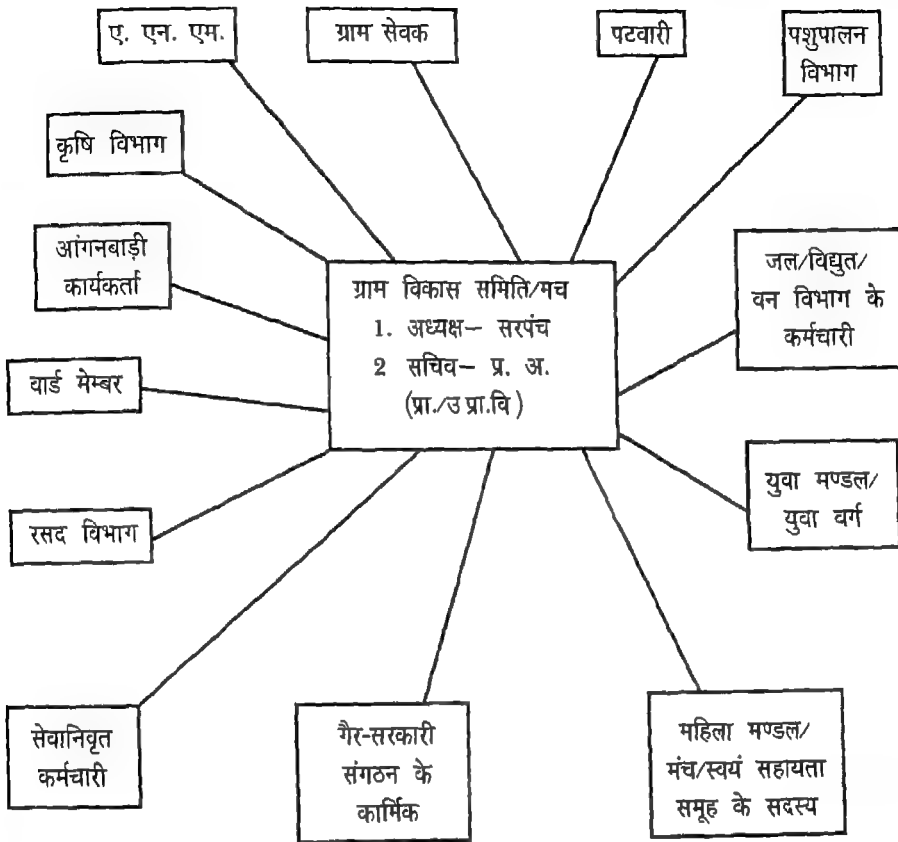 ए. एन. एम.
ग्राम सेवक
पटवारी
पशुपालन
विभाग
कृषि विभाग
आंगनबाड़ी
कार्यकर्ता
ग्राम विकास समिति/मच
1. अध्यक्ष– सरपंच
2 सचिव– प्र. अ.
(प्रा./उ प्रा.वि )
जल/विद्युत/
वन विभाग के
कर्मचारी
वार्ड मेम्बर
युवा मण्डल/
युवा वर्ग
रसद विभाग
सेवानिवृत
कर्मचारी
गैर-सरकारी
संगठन के
कार्मिक
महिला मण्डल/
मंच/स्वयं सहायता
समूह के सदस्य